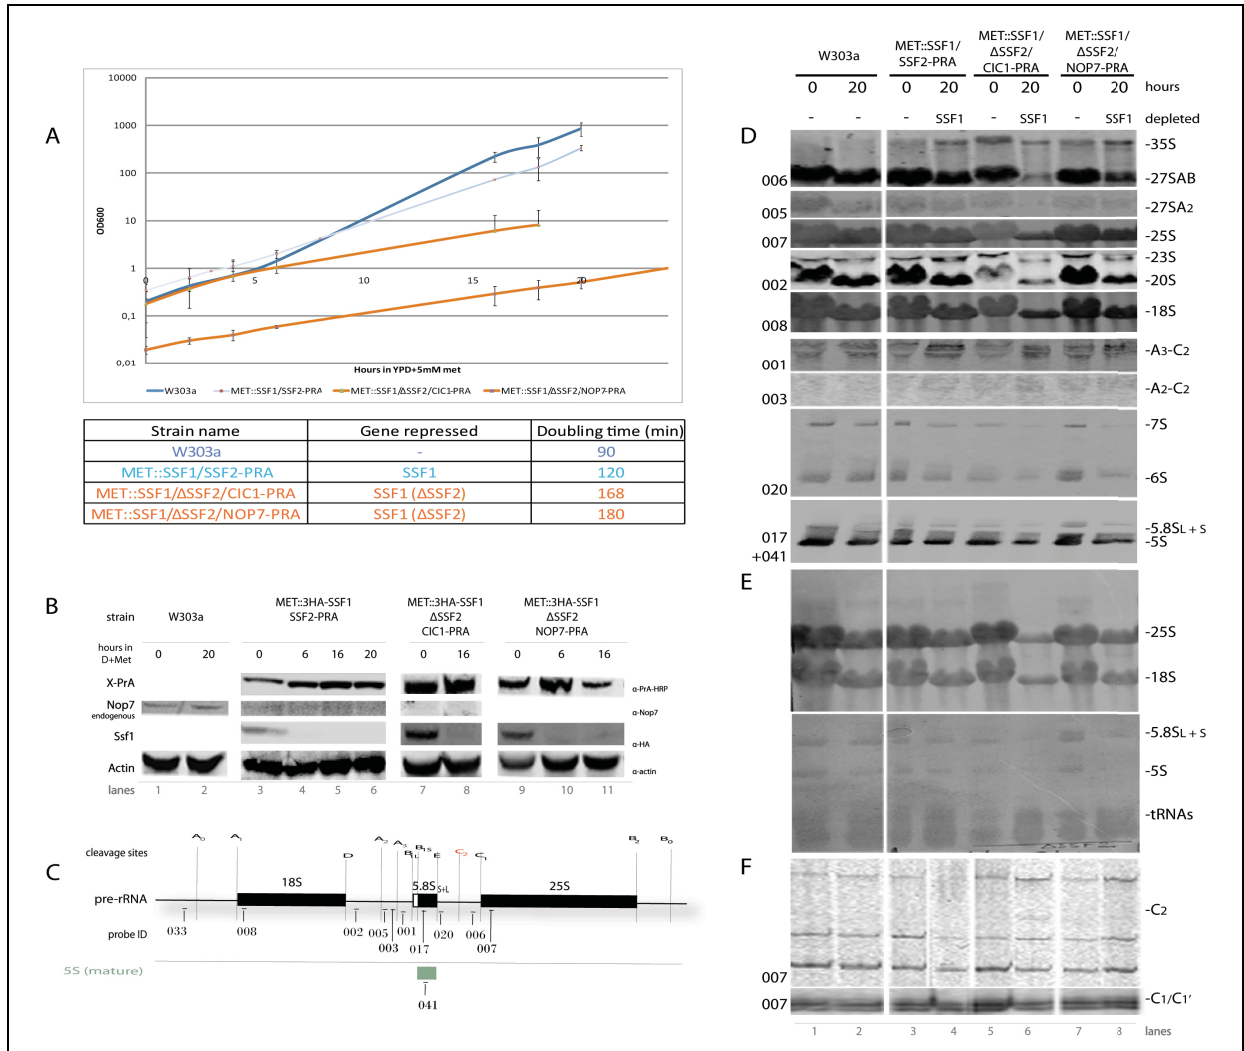 A
10000
1000
100
10
1
0,1
0,01
OD600
0 5 10 15 20
Hours in YPD+5mM met
W303a MET::SSF1/SSF2-PRA MET::SSF1/ΔSSF2/CIC1-PRA MET::SSF1/ΔSSF2/NOP7-PRA
Strain name Gene repressed Doubling time (min)
W303a - 90
MET::SSF1/SSF2-PRA SSF1 120
MET::SSF1/ΔSSF2/CIC1-PRA SSF1 (ΔSSF2) 168
MET::SSF1/ΔSSF2/NOP7-PRA SSF1 (ΔSSF2) 180
B
strain W303a MET::3HA-SSF1 SSF2-PRA MET::3HA-SSF1 ΔSSF2 CIC1-PRA MET::3HA-SSF1 ΔSSF2 NOP7-PRA
hours in
D+Met 0 20 0 6 16 20 0 16 0 6 16
X-PrA α-PrA-HRP
Nop7
endogenous α-Nop7
Ssf1 α-HA
Actin α-actin
lanes 1 2 3 4 5 6 7 8 9 10 11
C
cleavage sites A0 A1 D A2 A3 B1L B1S E C2 C1 B2 B0
pre-rRNA 18S 5.8S S+L 25S
probe ID 033 008 002 005 003 001 017 020 006 007
5S (mature)
041
W303a MET::SSF1/ SSF2-PRA MET::SSF1/ ΔSSF2/ CIC1-PRA MET::SSF1/ ΔSSF2/ NOP7-PRA
0 20 0 20 0 20 0 20 hours
- - - SSF1 - SSF1 - SSF1 depleted
D
-35S
006 -27SAB
005 -27SA2
007 -25S
-23S
002 -20S
008 -18S
001 -A3-C2
003 -A2-C2
-7S
020 -6S
-5.8SL + S
017 -5S
+041
E
-25S
-18S
-5.8SL + S
-5S
-tRNAs
ΔSSF2
F
-C2
007
007 -C1/C1'
1 2 3 4 5 6 7 8 lanes